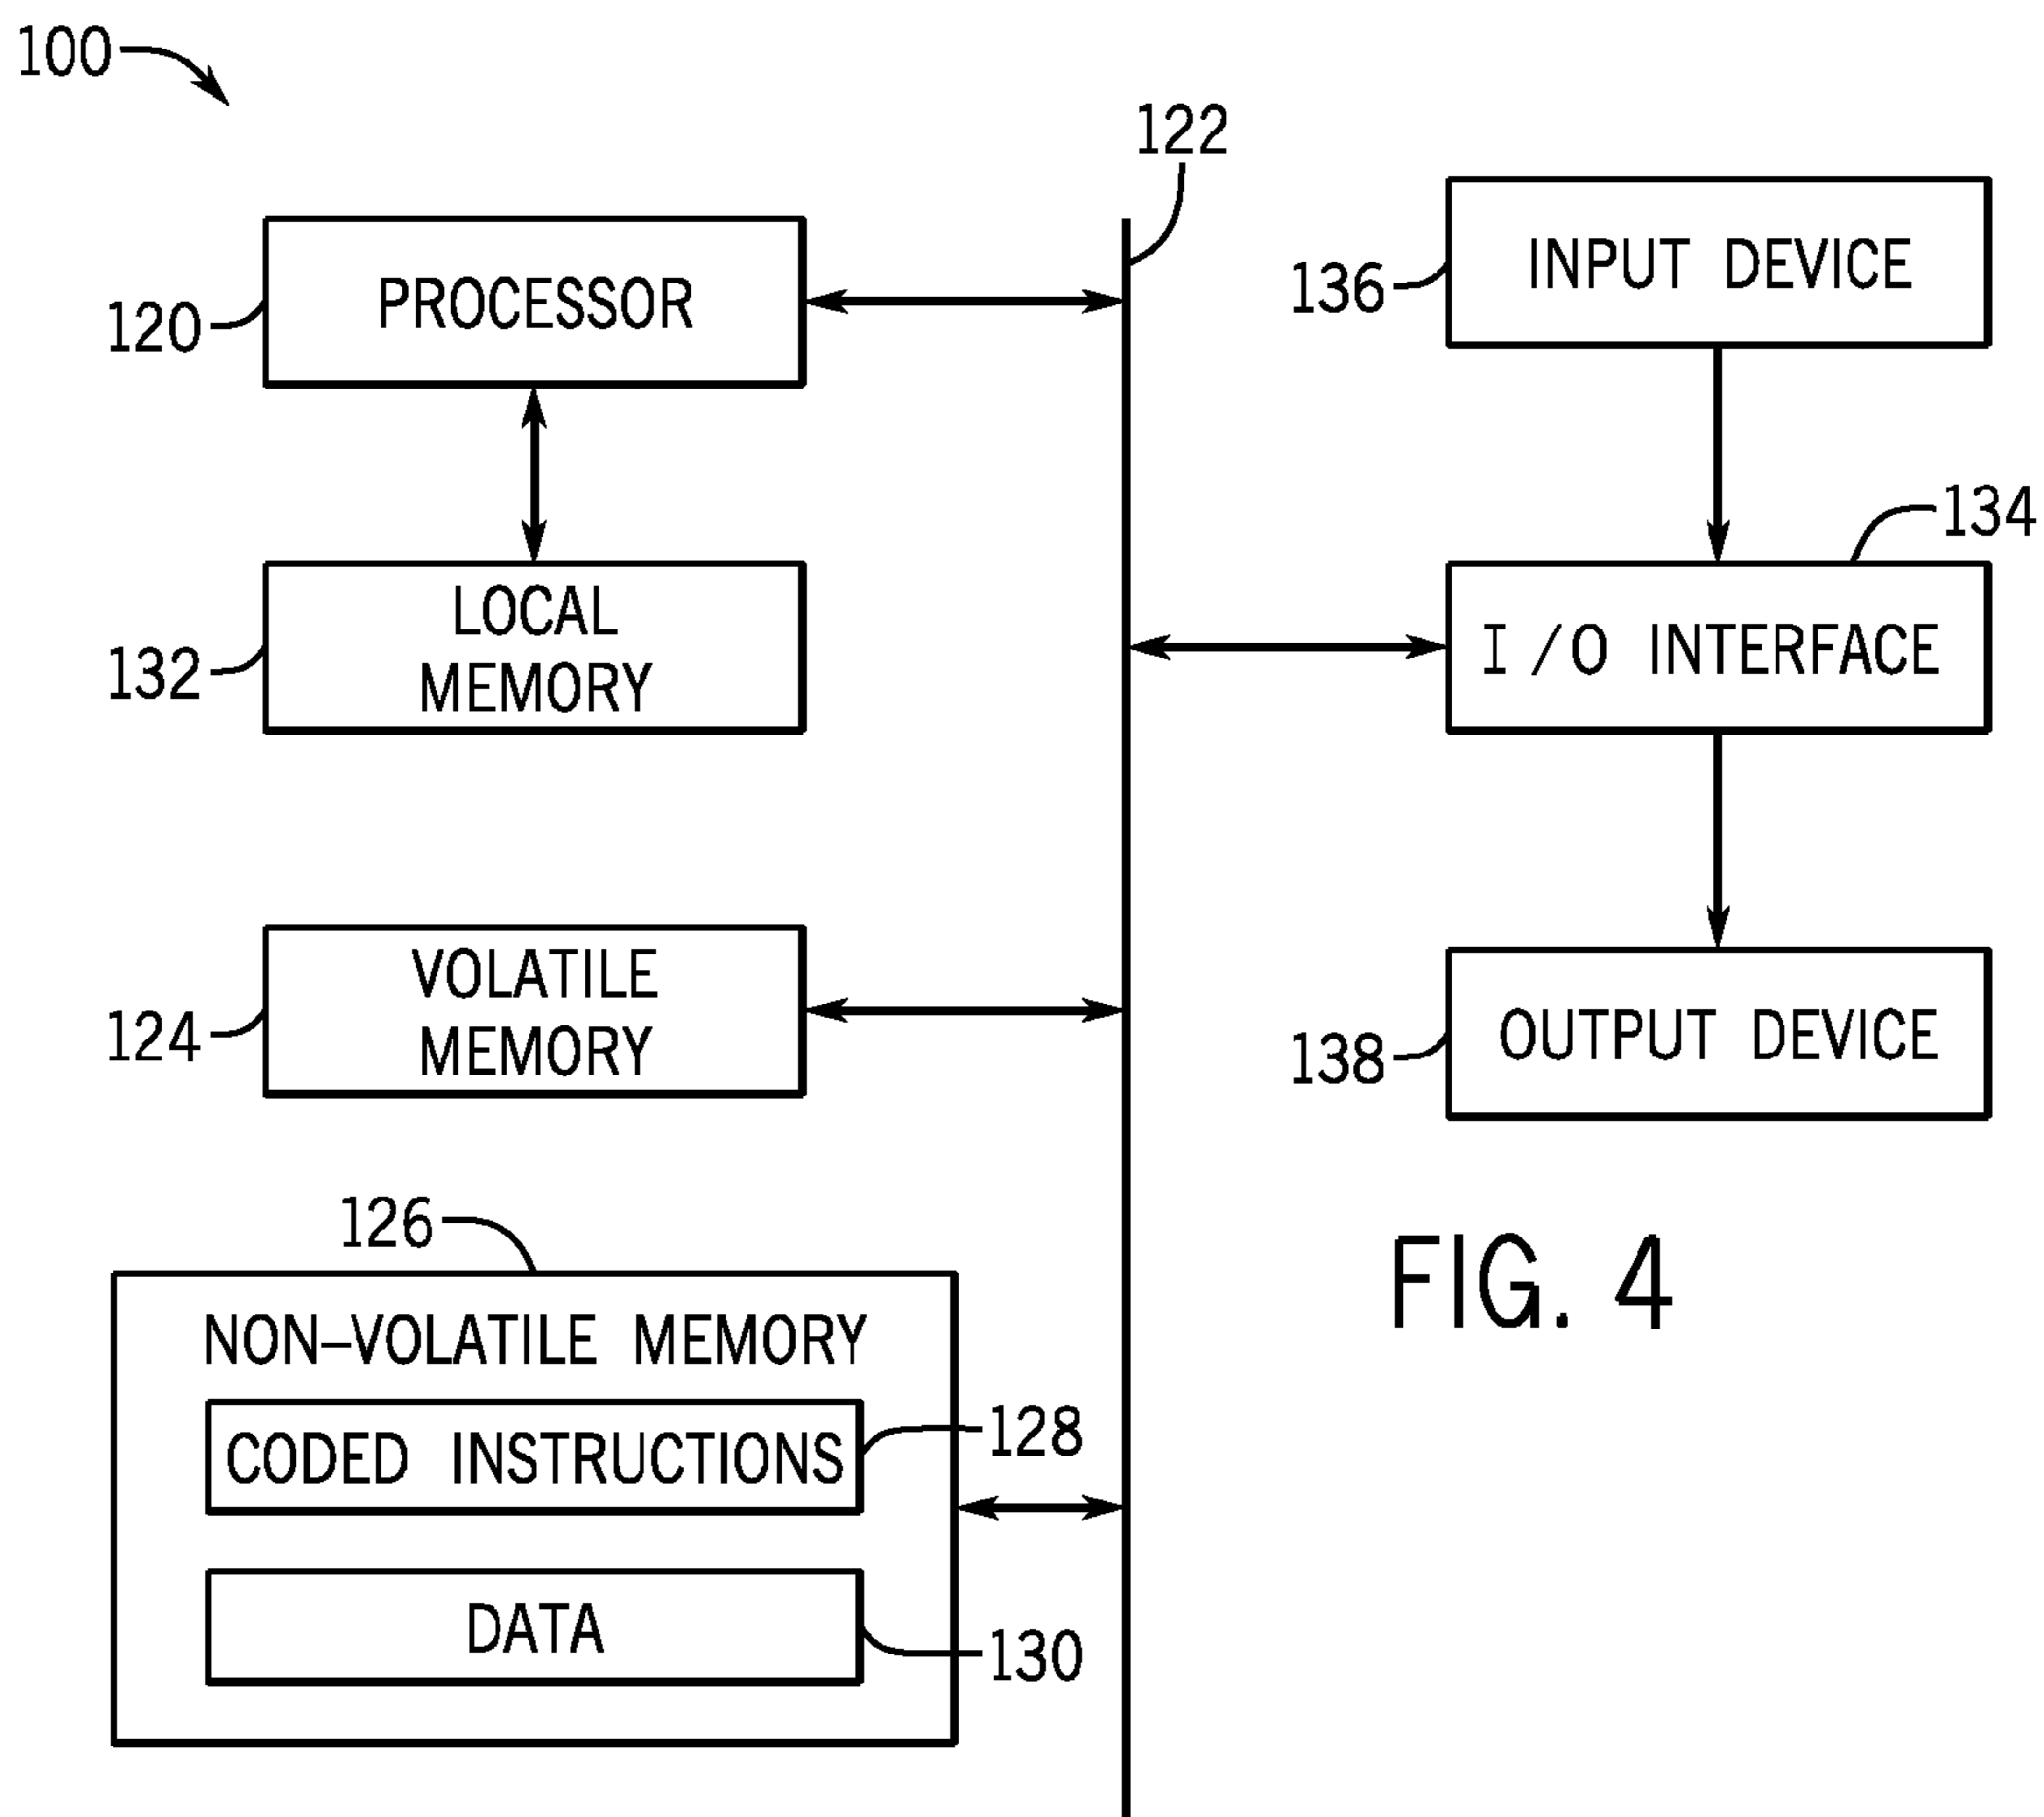 100
122
PROCESSOR
120
INPUT DEVICE
136
LOCAL
MEMORY
132
134
I/O INTERFACE
VOLATILE
MEMORY
124
OUTPUT DEVICE
138
126
NON-VOLATILE MEMORY
CODED INSTRUCTIONS
128
DATA
130
FIG. 4